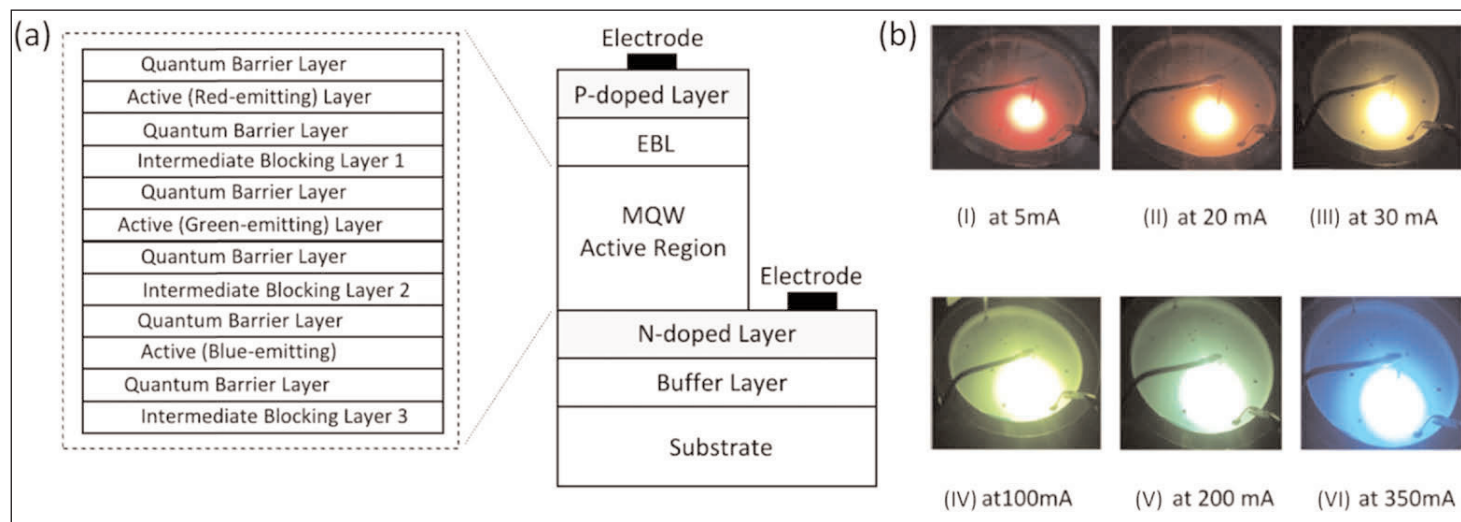 (a)
Quantum Barrier Layer
Active (Red-emitting) Layer
Quantum Barrier Layer
Intermediate Blocking Layer 1
Quantum Barrier Layer
Active (Green-emitting) Layer
Quantum Barrier Layer
Intermediate Blocking Layer 2
Quantum Barrier Layer
Active (Blue-emitting)
Quantum Barrier Layer
Intermediate Blocking Layer 3
Electrode
P-doped Layer
EBL
MQW
Active Region
Electrode
N-doped Layer
Buffer Layer
Substrate
(b)
(I) at 5mA
(II) at 20 mA
(III) at 30 mA
(IV) at100mA
(V) at 200 mA
(VI) at 350mA